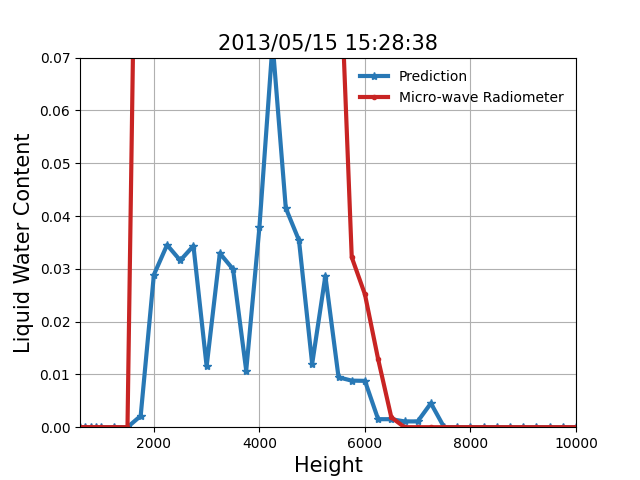 2013/05/15 15:28:38
Prediction
Micro-wave Radiometer
Liquid Water Content
0.07
0.06
0.05
0.04
0.03
0.02
0.01
0.00
2000 4000 6000 8000 10000
Height